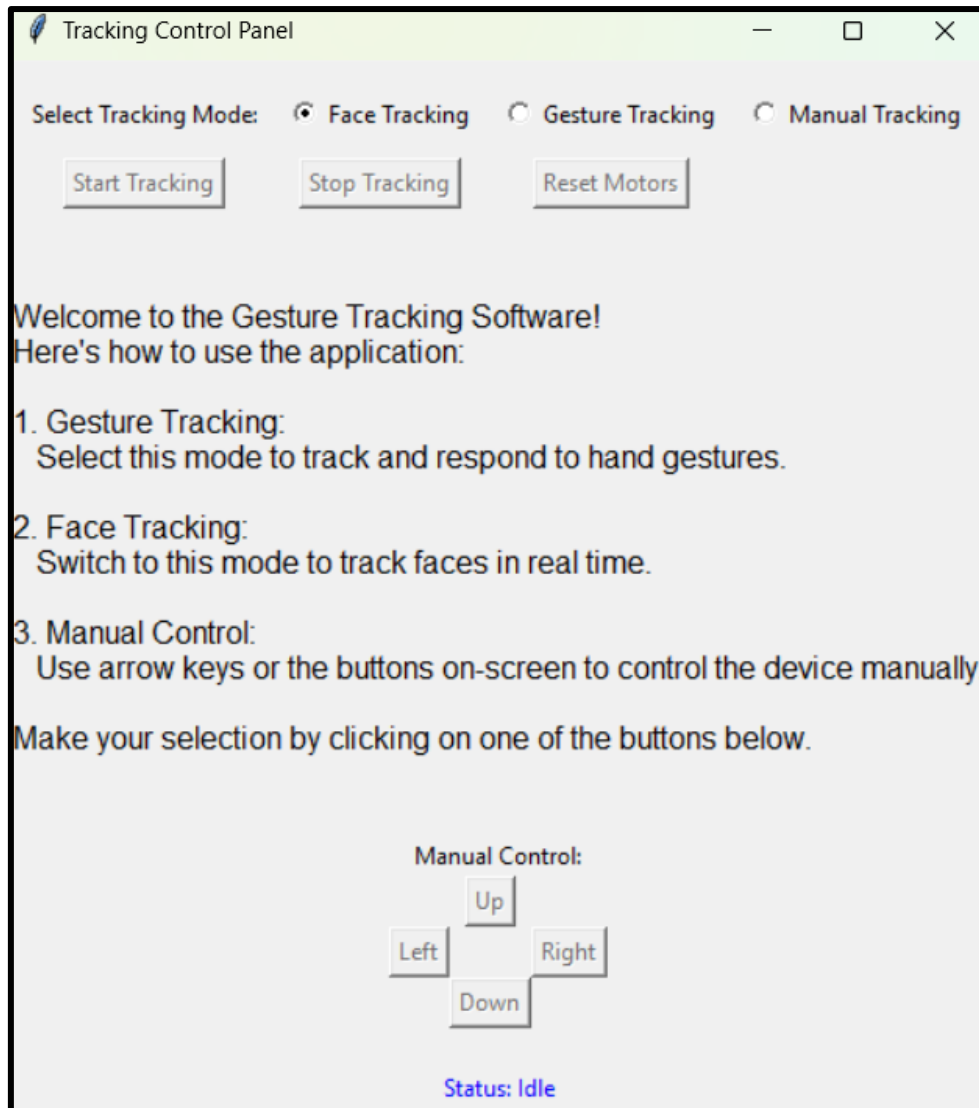 Tracking Control Panel
Select Tracking Mode: Face Tracking Gesture Tracking Manual Tracking
Start Tracking Stop Tracking Reset Motors
Welcome to the Gesture Tracking Software!
Here's how to use the application:
1. Gesture Tracking:
Select this mode to track and respond to hand gestures.
2. Face Tracking:
Switch to this mode to track faces in real time.
3. Manual Control:
Use arrow keys or the buttons on-screen to control the device manually
Make your selection by clicking on one of the buttons below.
Manual Control:
Up
Left Right
Down
Status: Idle